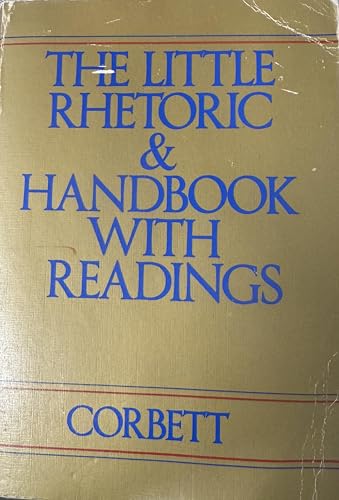 THE LITTLE
RHETORIC
&
HANDBOOK
WITH
READINGS
CORBETT